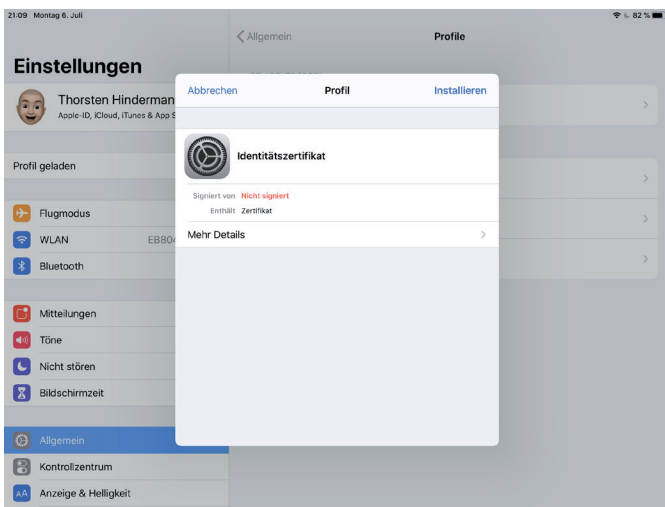 21:09 Montag 6. Juli
82 %
Einstellungen
Thorsten Hinderman
Apple-ID, iCloud, iTunes & App S
Profil geladen
Flugmodus
WLAN EB804
Bluetooth
Mitteilungen
Töne
Nicht stören
Bildschirmzeit
Allgemein
Kontrollzentrum
AA Anzeige & Helligkeit
Allgemein
Profile
Abbrechen Profil Installieren
Identitätszertifikat
Signiert von Nicht signiert
Enthält Zertifikat
Mehr Details